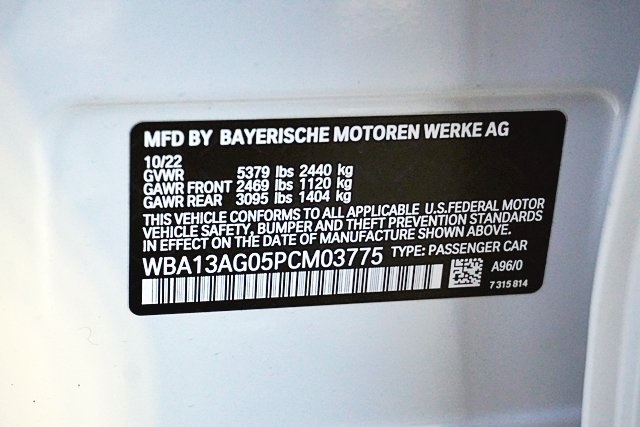 MFD BY BAYERISCHE MOTOREN WERKE AG
10/22
GVWR 5379 lbs 2440 kg
GAWR FRONT 2469 lbs 1120 kg
GAWR REAR 3095 lbs 1404 kg
THIS VEHICLE CONFORMS TO ALL APPLICABLE U.S.FEDERAL MOTOR
VEHICLE SAFETY, BUMPER AND THEFT PREVENTION STANDARDS
IN EFFECT ON THE DATE OF MANUFACTURE SHOWN ABOVE.
WBA13AG05PCM03775 TYPE: PASSENGER CAR
A96/0
7 315 814